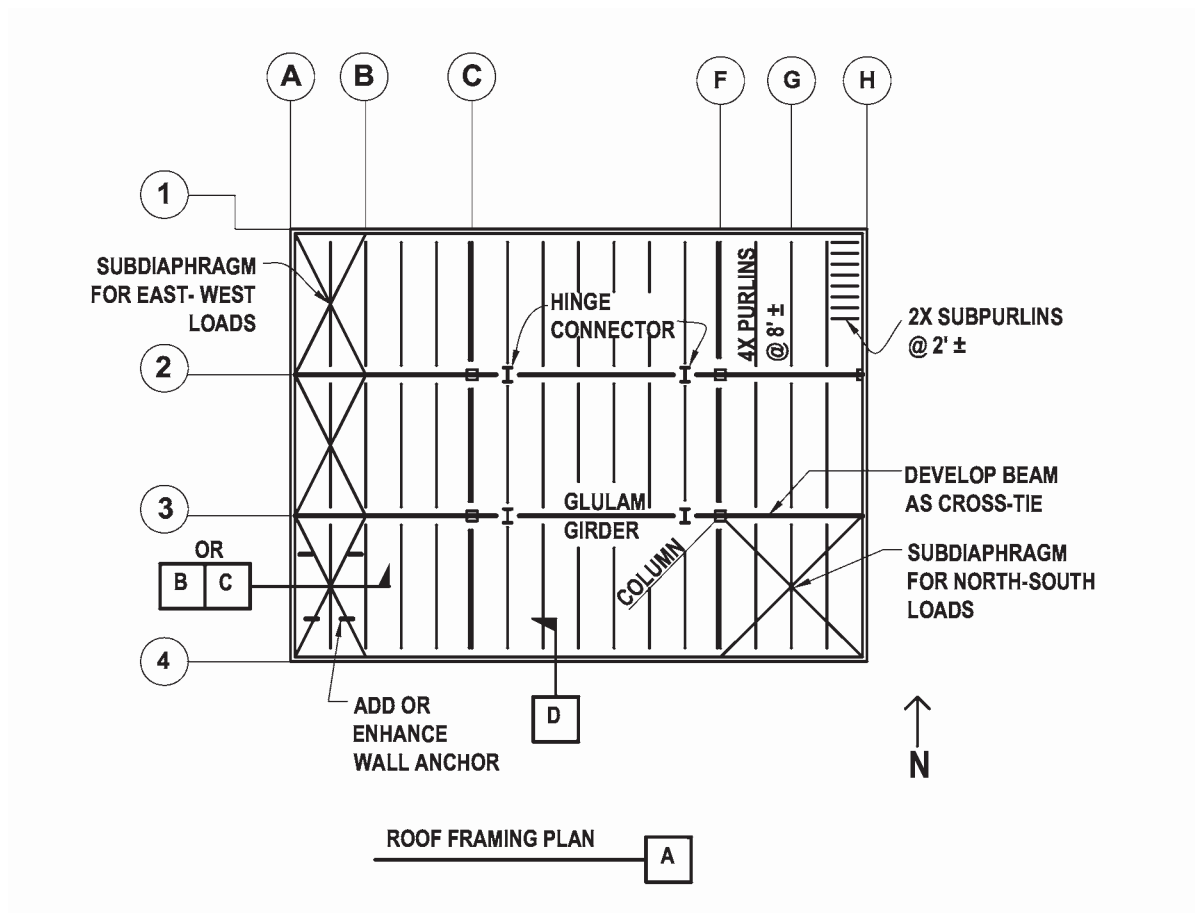 A
B
C
F
G
H
1
SUBDIAPHRAGM
FOR EAST- WEST
LOADS
HINGE
CONNECTOR
4X PURLINS
@ 8' ±
2X SUBPURLINS
@ 2' ±
2
3
GLULAM
GIRDER
DEVELOP BEAM
AS CROSS-TIE
OR
B
C
COLUMN
SUBDIAPHRAGM
FOR NORTH-SOUTH
LOADS
4
ADD OR
ENHANCE
WALL ANCHOR
D
N
ROOF FRAMING PLAN
A